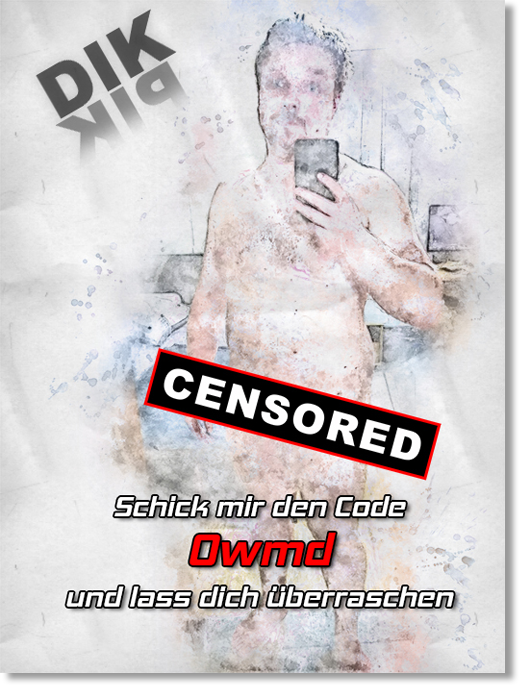 DIK
CENSORED
Schick mir den Code
Owmd
und lass dich überraschen